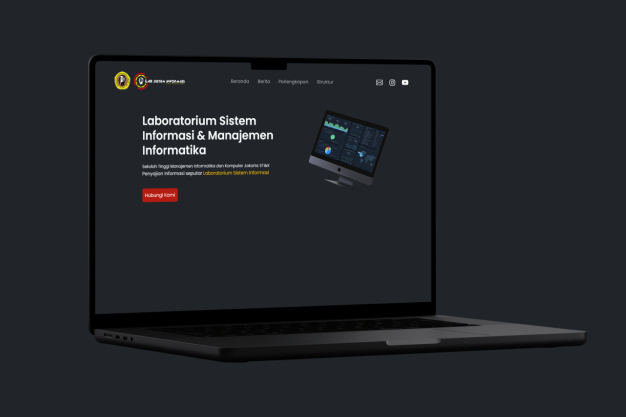 LAB SISTEM INFORMASI
Beranda Berita Perlengkapan Struktur
Laboratorium Sistem
Informasi & Manajemen
Informatika
Sekolah Tinggi Manajemen Informatika dan Komputer Jakarta STI&K
Penyajian informasi seputar Laboratorium Sistem Informasi
Hubungi Kami